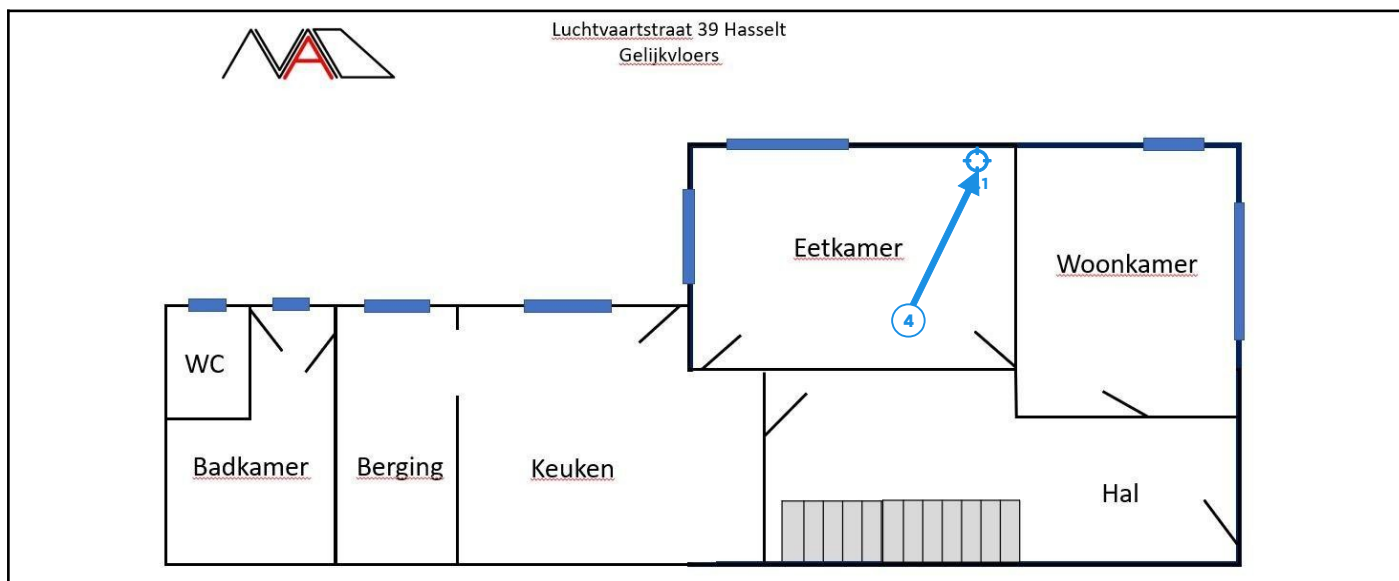 Luchtvaartstraat 39 Hasselt
Gelijkvloers
1
Eetkamer
Woonkamer
4
WC
Badkamer
Berging
Keuken
Hal